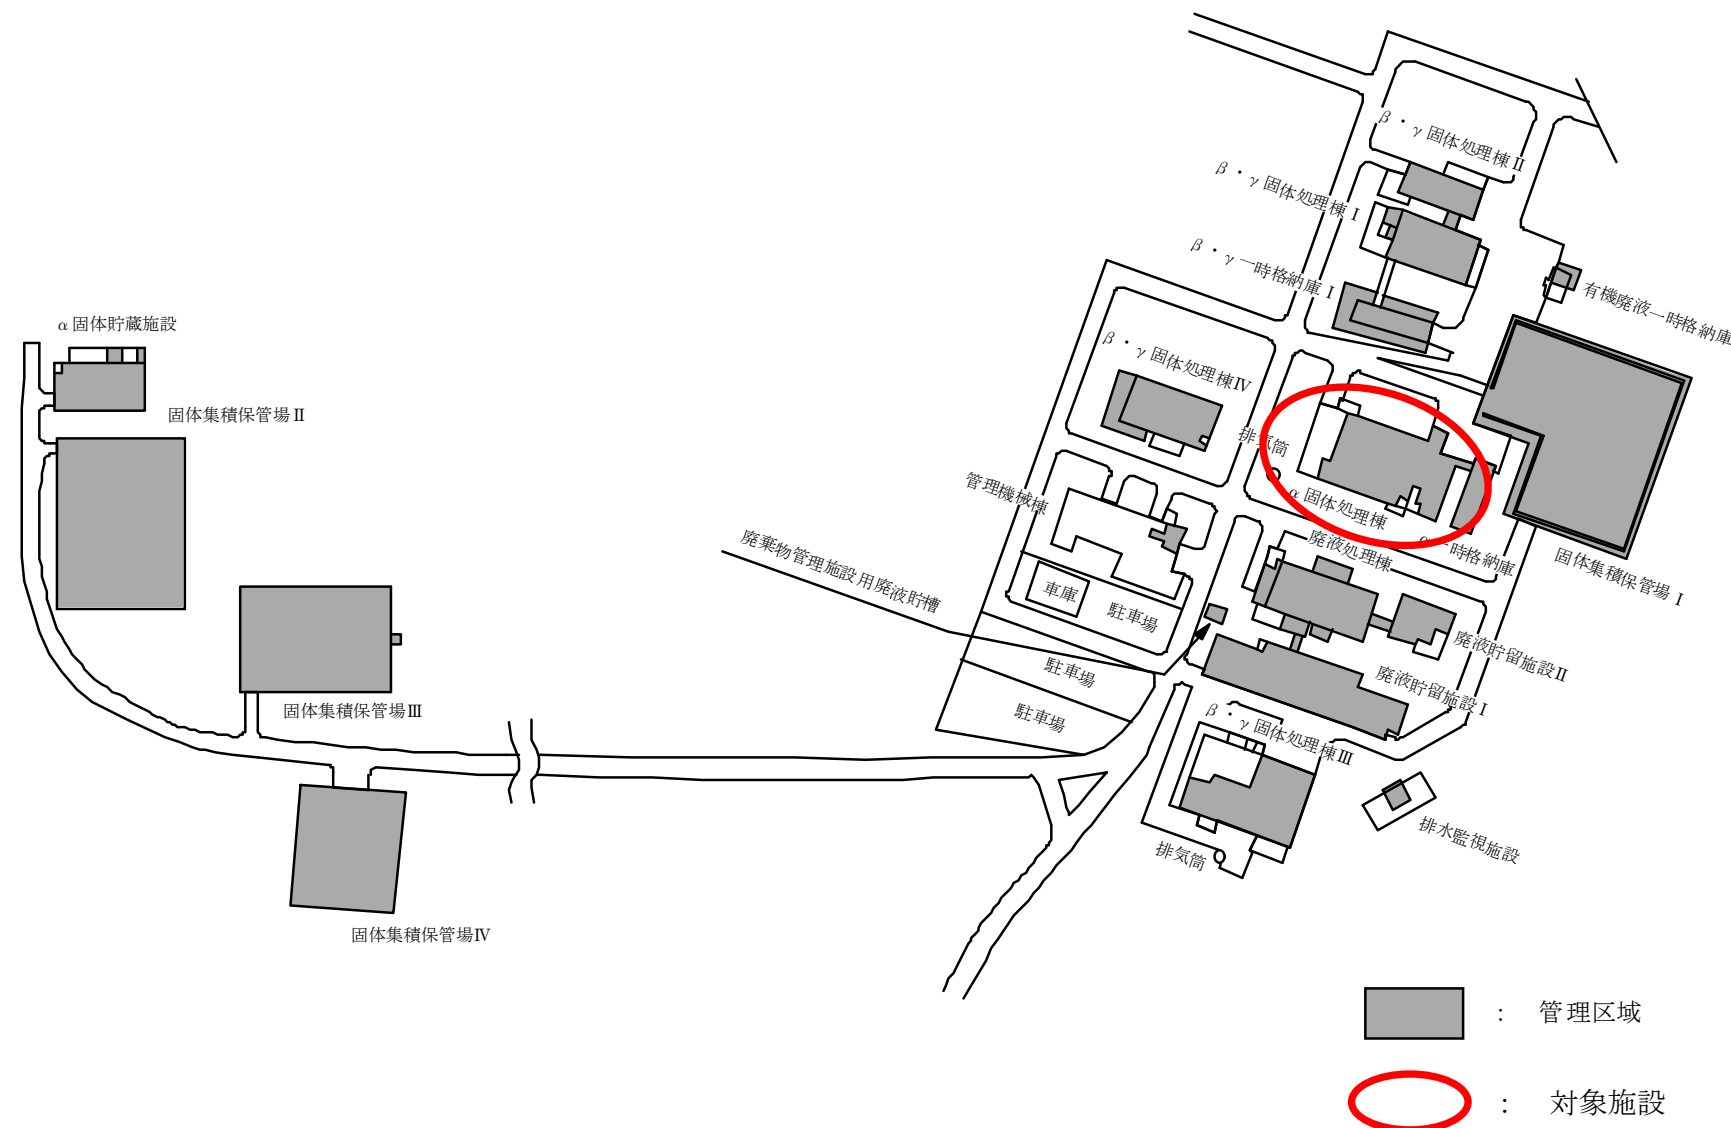 β・γ 固体処理棟Ⅱ
β・γ 固体処理棟Ⅰ
β・γ 一時格納庫Ⅰ
有機廃液一時格納庫
α固体貯蔵施設
β・γ 固体処理棟Ⅳ
固体集積保管場Ⅱ
排気筒
管理機械棟
α固体処理棟
α一時格納庫
廃液処理棟
固体集積保管場Ⅰ
廃棄物管理施設用廃液貯槽
車庫
駐車場
廃液貯留施設Ⅱ
駐車場
廃液貯留施設Ⅰ
駐車場
固体集積保管場Ⅲ
β・γ 固体処理棟Ⅲ
排水監視施設
排気筒
固体集積保管場Ⅳ
： 管理区域
： 対象施設